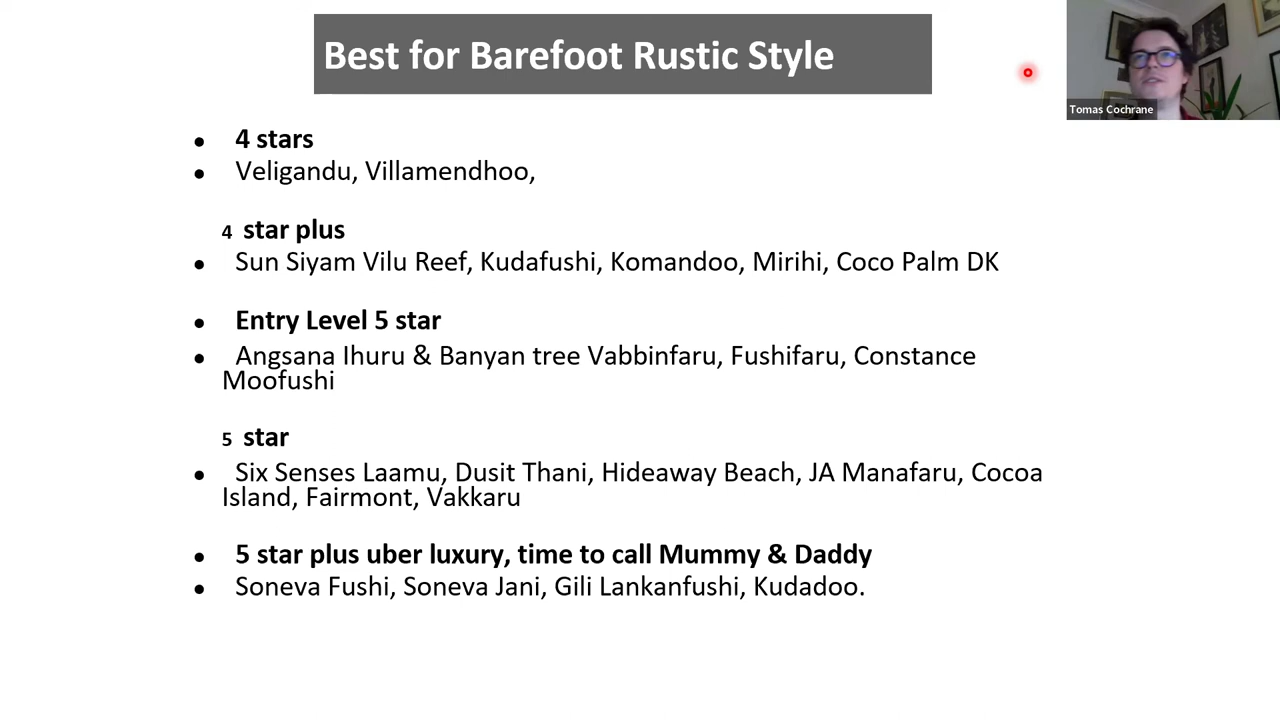 Best for Barefoot Rustic Style
Tomas Cochrane
• 4 stars
• Veligandu, Villamendhoo,
4 star plus
• Sun Siyam Vilu Reef, Kudafushi, Komandoo, Mirihi, Coco Palm DK
• Entry Level 5 star
• Angsana Ihuru & Banyan tree Vabbinfaru, Fushifaru, Constance
Moofushi
5 star
• Six Senses Laamu, Dusit Thani, Hideaway Beach, JA Manafaru, Cocoa
Island, Fairmont, Vakkaru
• 5 star plus uber luxury, time to call Mummy & Daddy
• Soneva Fushi, Soneva Jani, Gili Lankanfushi, Kudadoo.